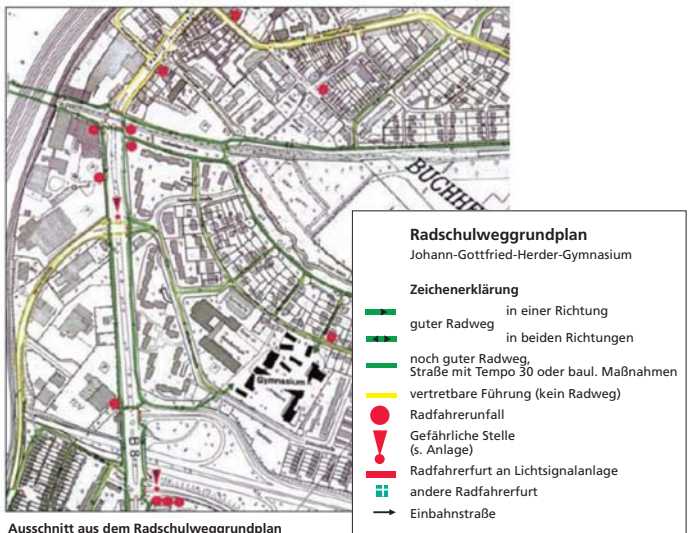 BUCHHE
Gymnasium
TÜV
B 8
Radschulweggrundplan
Johann-Gottfried-Herder-Gymnasium
Zeichenerklärung
in einer Richtung
guter Radweg
in beiden Richtungen
noch guter Radweg,
Straße mit Tempo 30 oder baul. Maßnahmen
vertretbare Führung (kein Radweg)
Radfahrerunfall
Gefährliche Stelle
(s. Anlage)
Radfahrerfurt an Lichtsignalanlage
andere Radfahrerfurt
Einbahnstraße
Ausschnitt aus dem Radschulweggrundplan